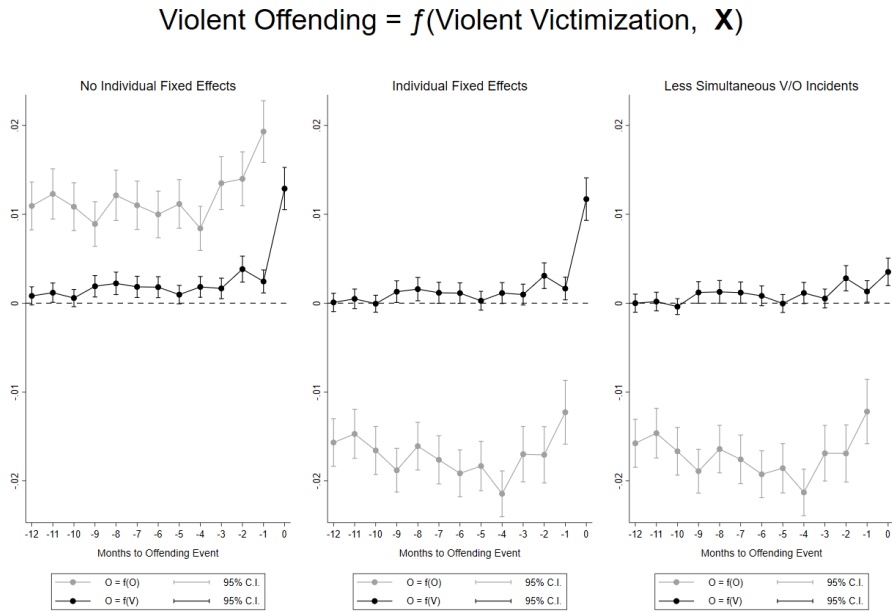 Violent Offending = ƒ(Violent Victimization, X)
No Individual Fixed Effects
.02
.01
0
-.01
-.02
-12 -11 -10 -9 -8 -7 -6 -5 -4 -3 -2 -1 0
Months to Offending Event
O = f(O) 95% C.I.
O = f(V) 95% C.I.
Individual Fixed Effects
.02
.01
0
-.01
-.02
-12 -11 -10 -9 -8 -7 -6 -5 -4 -3 -2 -1 0
Months to Offending Event
O = f(O) 95% C.I.
O = f(V) 95% C.I.
Less Simultaneous V/O Incidents
.02
.01
0
-.01
-.02
-12 -11 -10 -9 -8 -7 -6 -5 -4 -3 -2 -1 0
Months to Offending Event
O = f(O) 95% C.I.
O = f(V) 95% C.I.